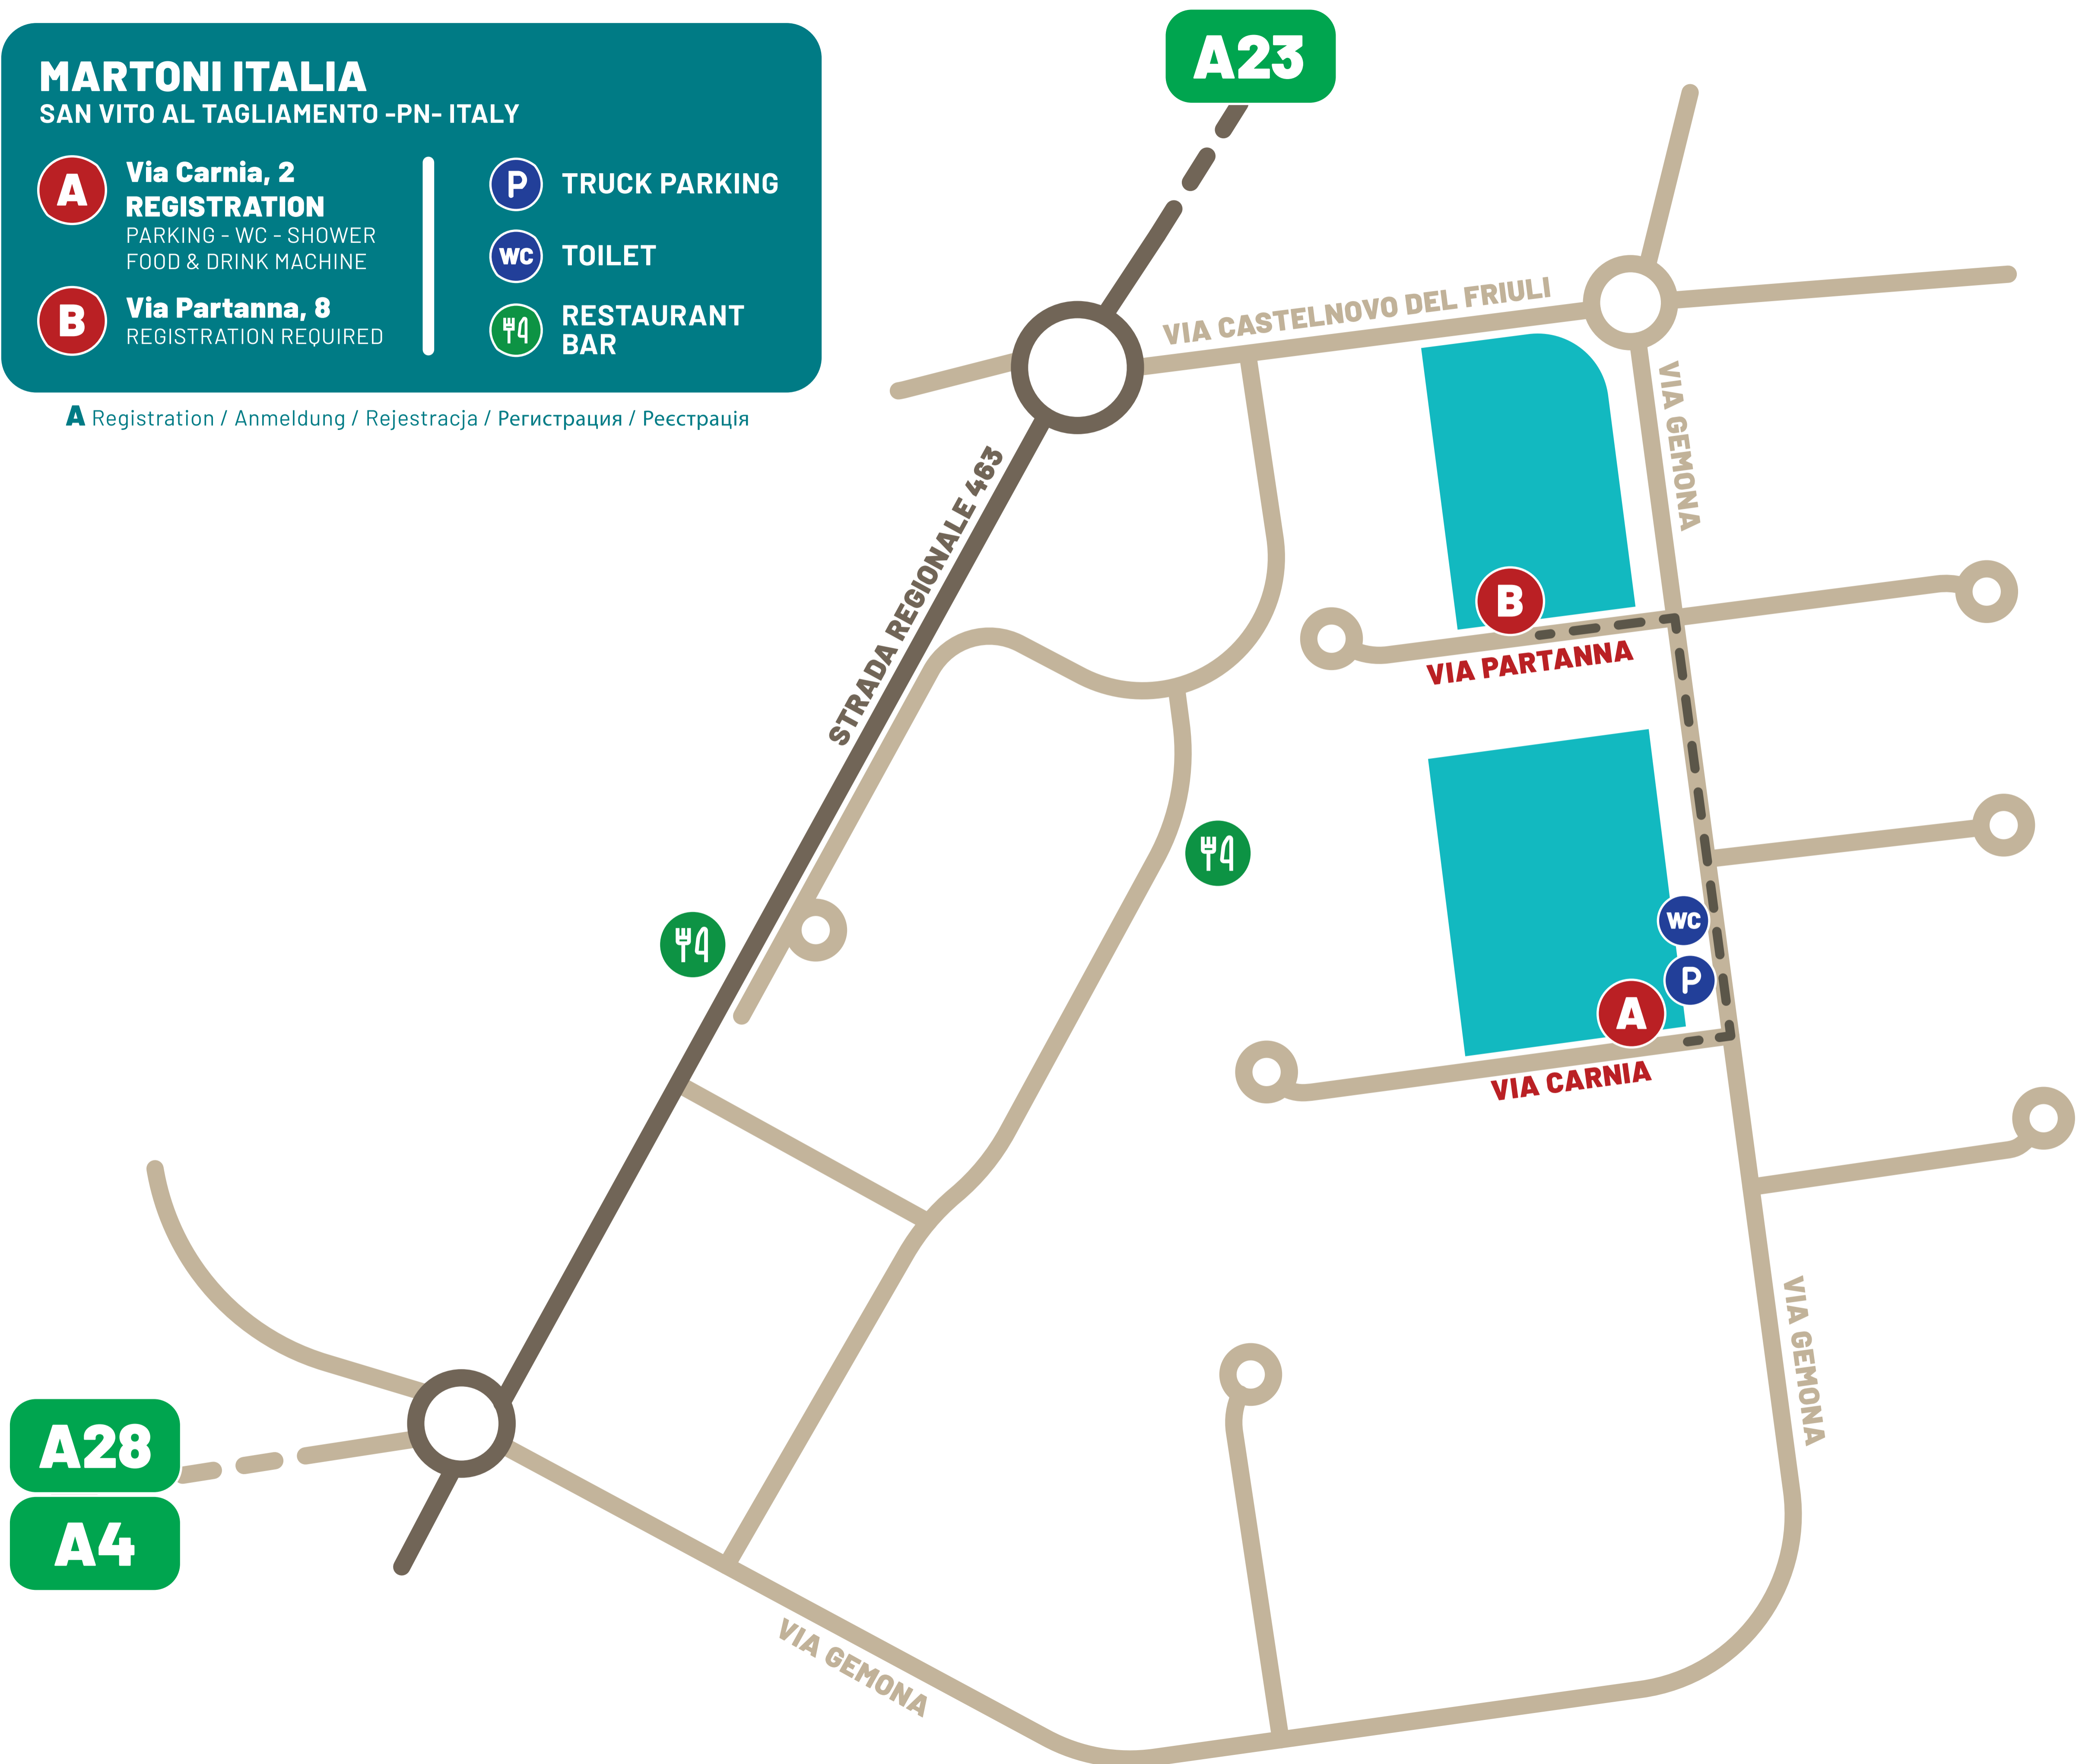 MARTONI ITALIA
SAN VITO AL TAGLIAMENTO -PN- ITALY
A
Via Carnia, 2
REGISTRATION
PARKING - WC - SHOWER
FOOD & DRINK MACHINE
B
Via Partanna, 8
REGISTRATION REQUIRED
P
TRUCK PARKING
WC
TOILET
RESTAURANT
BAR
A Registration / Anmeldung / Rejestracja / Регистрация / Реєстрація
A23
VIA CASTELNOVO DEL FRIULI
VIA GEMONA
STRADA REGIONALE 463
B
VIA PARTANNA
WC
P
A
VIA CARNIA
VIA GEMONA
A28
A4
VIA GEMONA